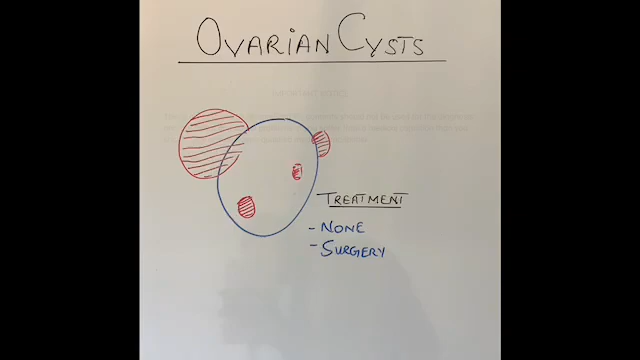 OVARIAN CYSTS
TREATMENT
- NONE
- SURGERY